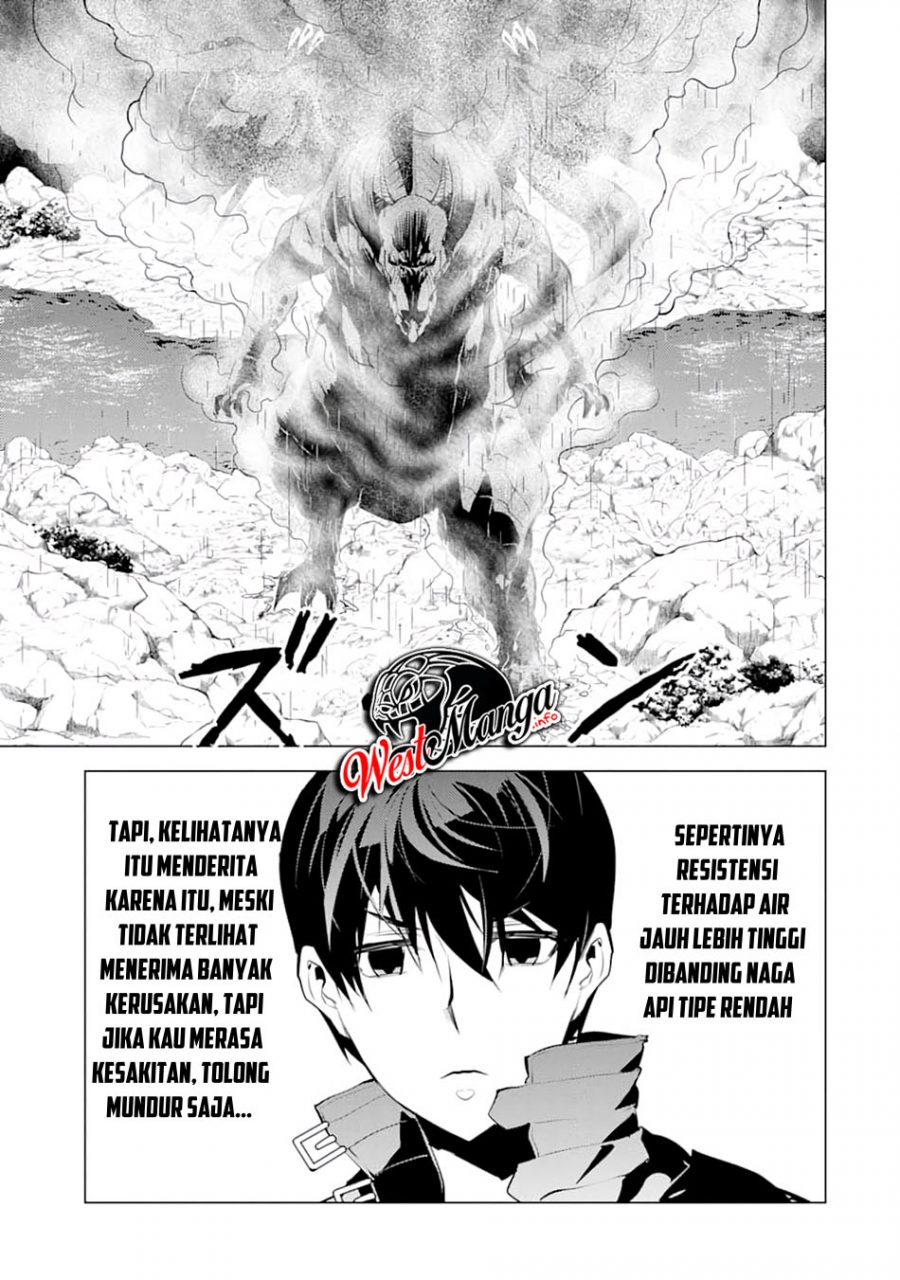 ズン
WestManga
.info
SEPERTINYA
RESISTENSI
TERHADAP AIR
JAUH LEBIH TINGGI
DIBANDING NAGA
API TIPE RENDAH
TAPI, KELIHATANYA
ITU MENDERITA
KARENA ITU, MESKI
TIDAK TERLIHAT
MENERIMA BANYAK
KERUSAKAN, TAPI
JIKA KAU MERASA
KESAKITAN, TOLONG
MUNDUR SAJA...